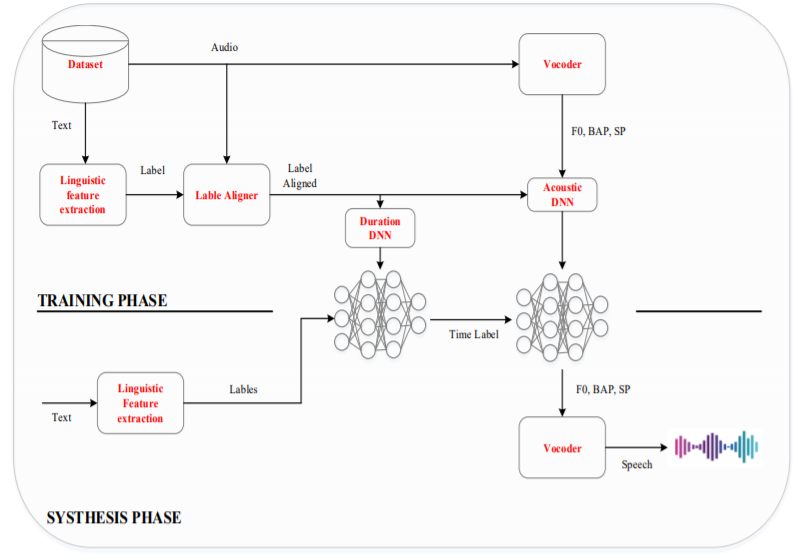 Audio
Dataset
Vocoder
Text
F0, BAP, SP
Linguistic
feature
extraction
Label
Lable Aligner
Label
Aligned
Acoustic
DNN
Duration
DNN
TRAINING PHASE
Time Label
Linguistic
Feature
extraction
Lables
Text
F0, BAP, SP
Vocoder
Speech
SYSTHESIS PHASE